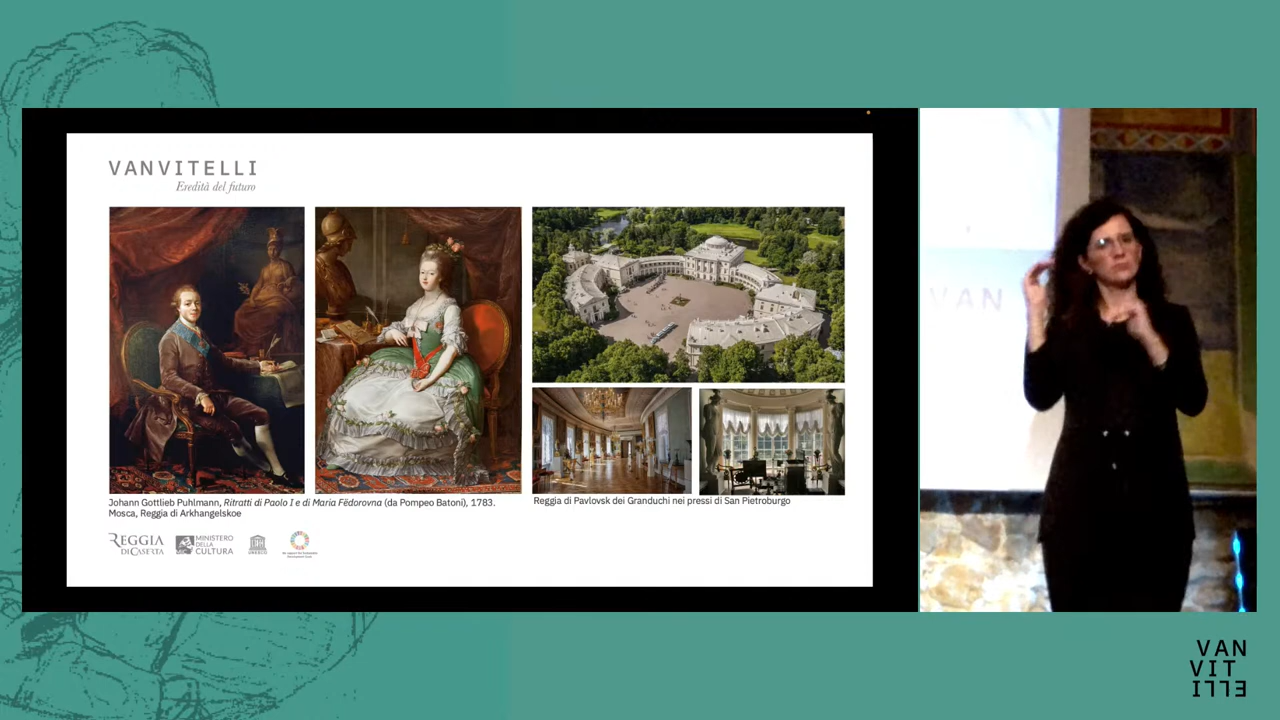 VANVITELLI
Eredità del futuro
Johann Gottlieb Puhlmann, Ritratti di Paolo I e di Maria Fëdorovna (da Pompeo Batoni), 1783.
Mosca, Reggia di Arkhangelskoe
Reggia di Pavlovsk dei Granduchi nei pressi di San Pietroburgo
REGGIA
DI CASERTA
MINISTERO
DELLA
CULTURA
UNESCO
VAN
VAN
VIT
ELLI